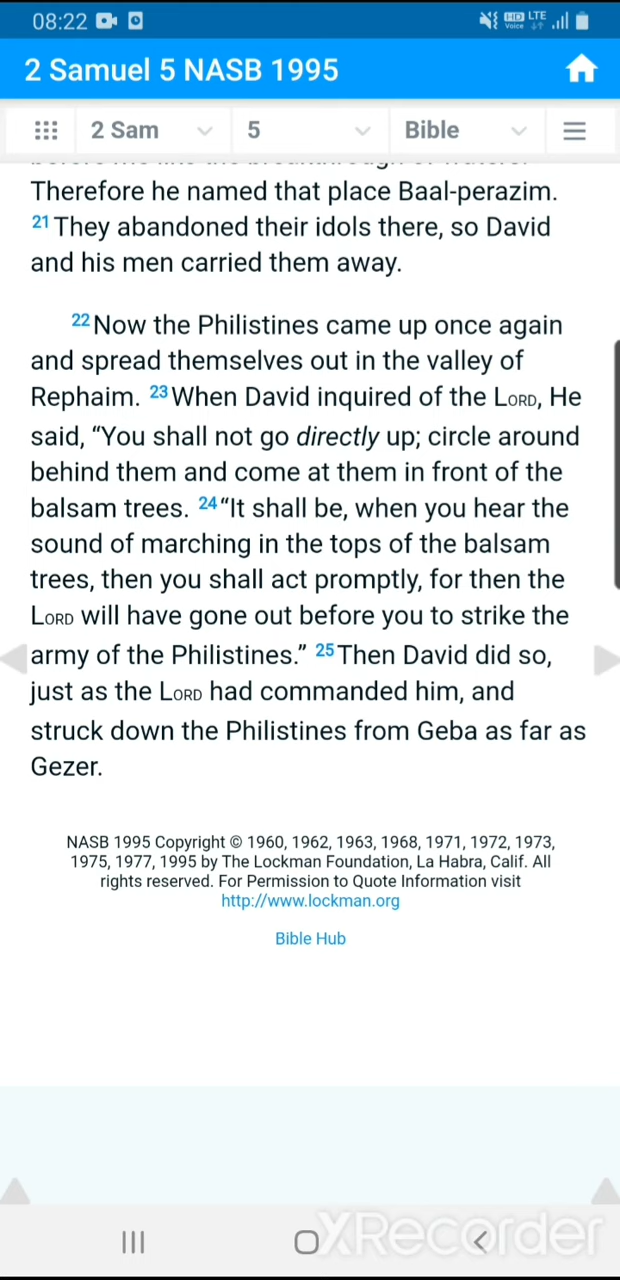 08:22
HD Voice LTE
2 Samuel 5 NASB 1995
2 Sam
5
Bible
Therefore he named that place Baal-perazim.
21 They abandoned their idols there, so David
and his men carried them away.
22 Now the Philistines came up once again
and spread themselves out in the valley of
Rephaim. 23 When David inquired of the LORD, He
said, “You shall not go directly up; circle around
behind them and come at them in front of the
balsam trees. 24 “It shall be, when you hear the
sound of marching in the tops of the balsam
trees, then you shall act promptly, for then the
LORD will have gone out before you to strike the
army of the Philistines.” 25 Then David did so,
just as the LORD had commanded him, and
struck down the Philistines from Geba as far as
Gezer.
NASB 1995 Copyright © 1960, 1962, 1963, 1968, 1971, 1972, 1973,
1975, 1977, 1995 by The Lockman Foundation, La Habra, Calif. All
rights reserved. For Permission to Quote Information visit
http://www.lockman.org
Bible Hub
XRecorder